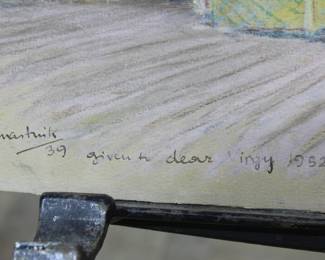 39 given to dear ingy 1952